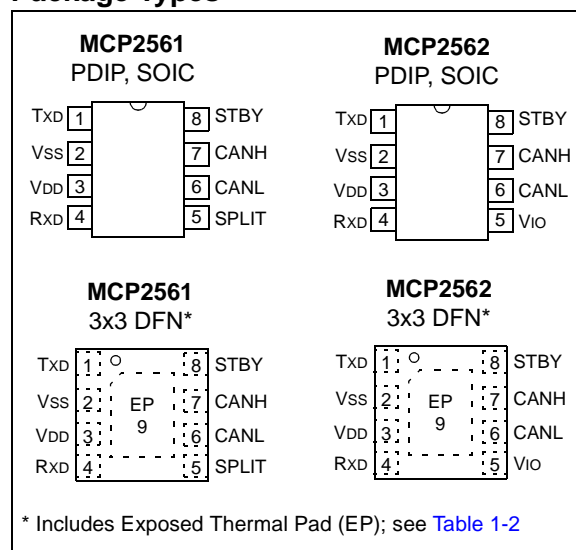 Package Types
MCP2561
PDIP, SOIC
TXD 1 8 STBY
VSS 2 7 CANH
VDD 3 6 CANL
RXD 4 5 SPLIT
MCP2562
PDIP, SOIC
TXD 1 8 STBY
VSS 2 7 CANH
VDD 3 6 CANL
RXD 4 5 VIO
MCP2561
3x3 DFN*
TXD 1 8 STBY
VSS 2 EP 7 CANH
VDD 3 9 6 CANL
RXD 4 5 SPLIT
MCP2562
3x3 DFN*
TXD 1 8 STBY
VSS 2 EP 7 CANH
VDD 3 9 6 CANL
RXD 4 5 VIO
* Includes Exposed Thermal Pad (EP); see Table 1-2